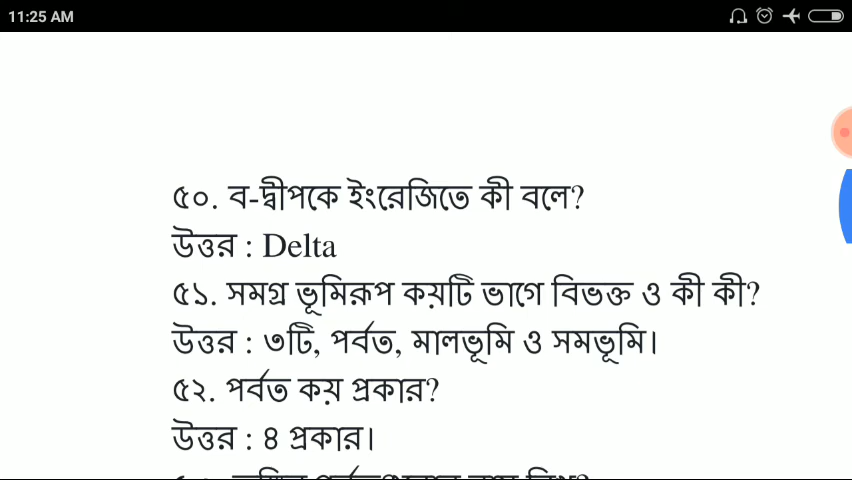 11:25 AM
৫০. ব-দ্বীপকে ইংরেজিতে কী বলে?
উত্তর : Delta
৫১. সমগ্র ভূমিরূপ কয়টি ভাগে বিভক্ত ও কী কী?
উত্তর : ৩টি, পর্বত, মালভূমি ও সমভূমি।
৫২. পর্বত কয় প্রকার?
উত্তর : ৪ প্রকার।